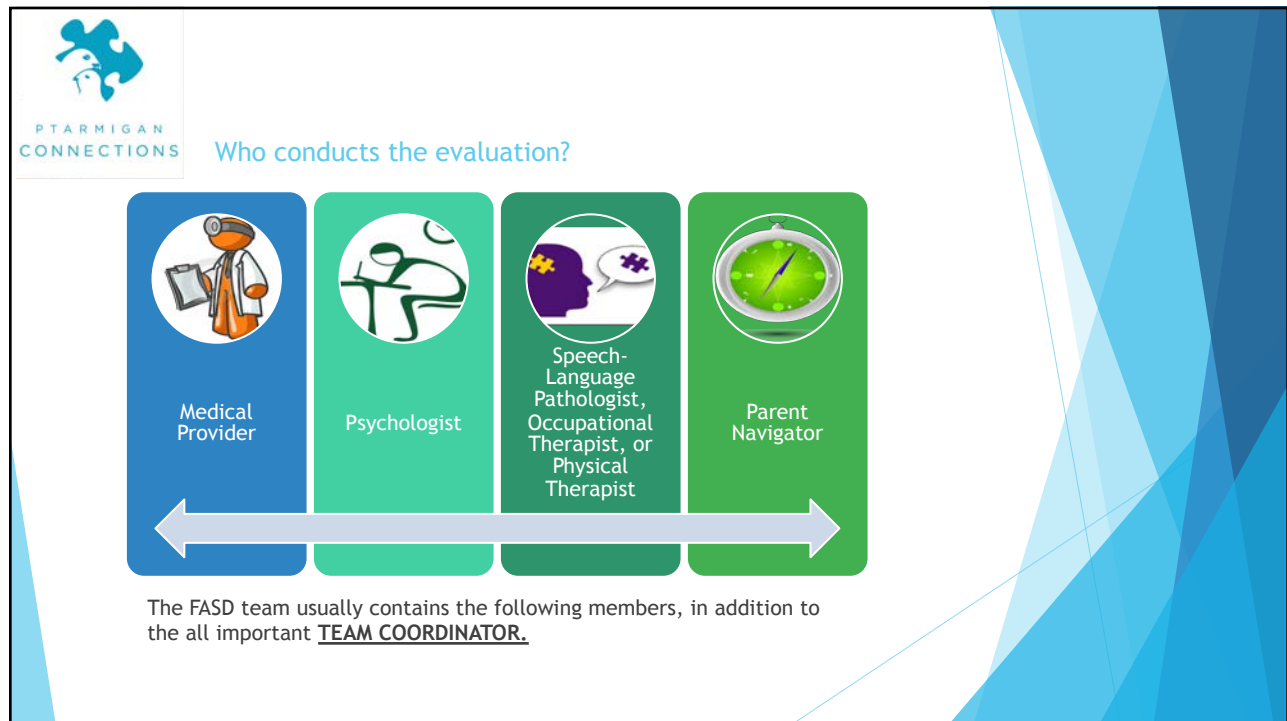 PTARMIGAN
CONNECTIONS
Who conducts the evaluation?
Medical
Provider
Psychologist
Speech-
Language
Pathologist,
Occupational
Therapist, or
Physical
Therapist
Parent
Navigator
The FASD team usually contains the following members, in addition to
the all important TEAM COORDINATOR.